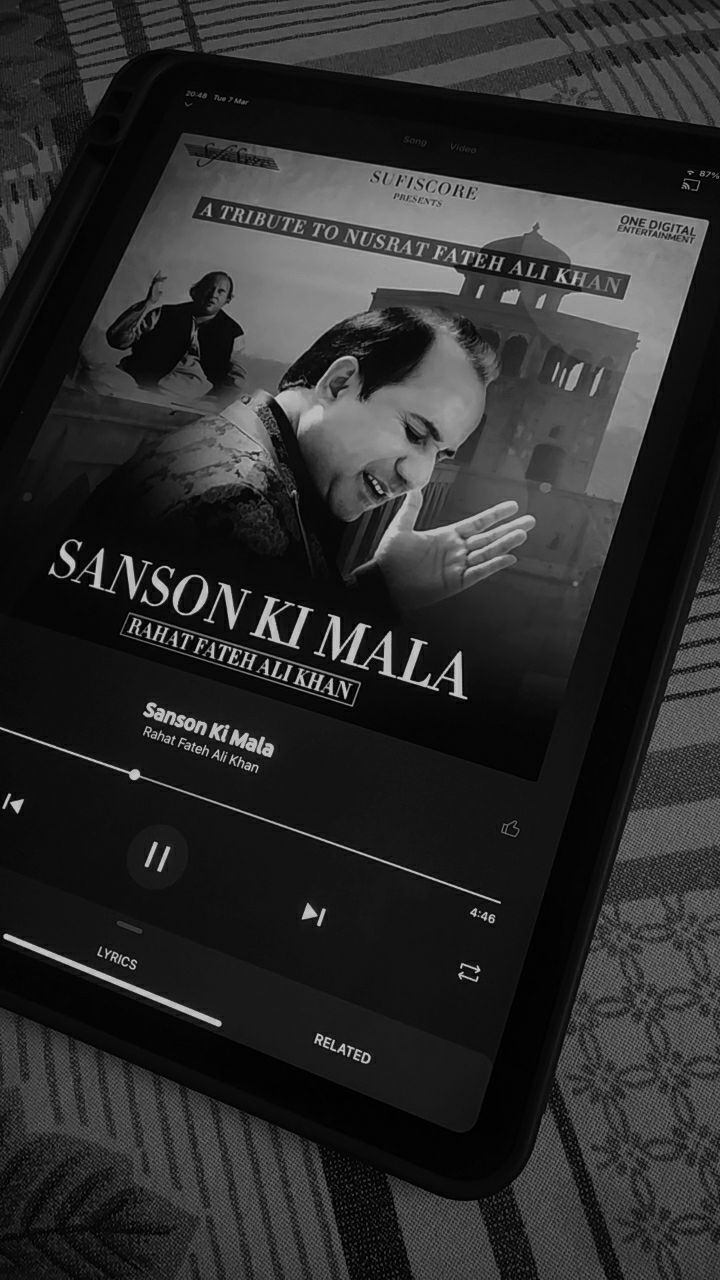 20:48 Tue 7 Mar
Song Video
87%
SufiScore
SUFISCORE
PRESENTS
ONE DIGITAL
ENTERTAINMENT
A TRIBUTE TO NUSRAT FATEH ALI KHAN
SANSON KI MALA
RAHAT FATEH ALI KHAN
Sanson Ki Mala
Rahat Fateh Ali Khan
4:46
LYRICS
RELATED